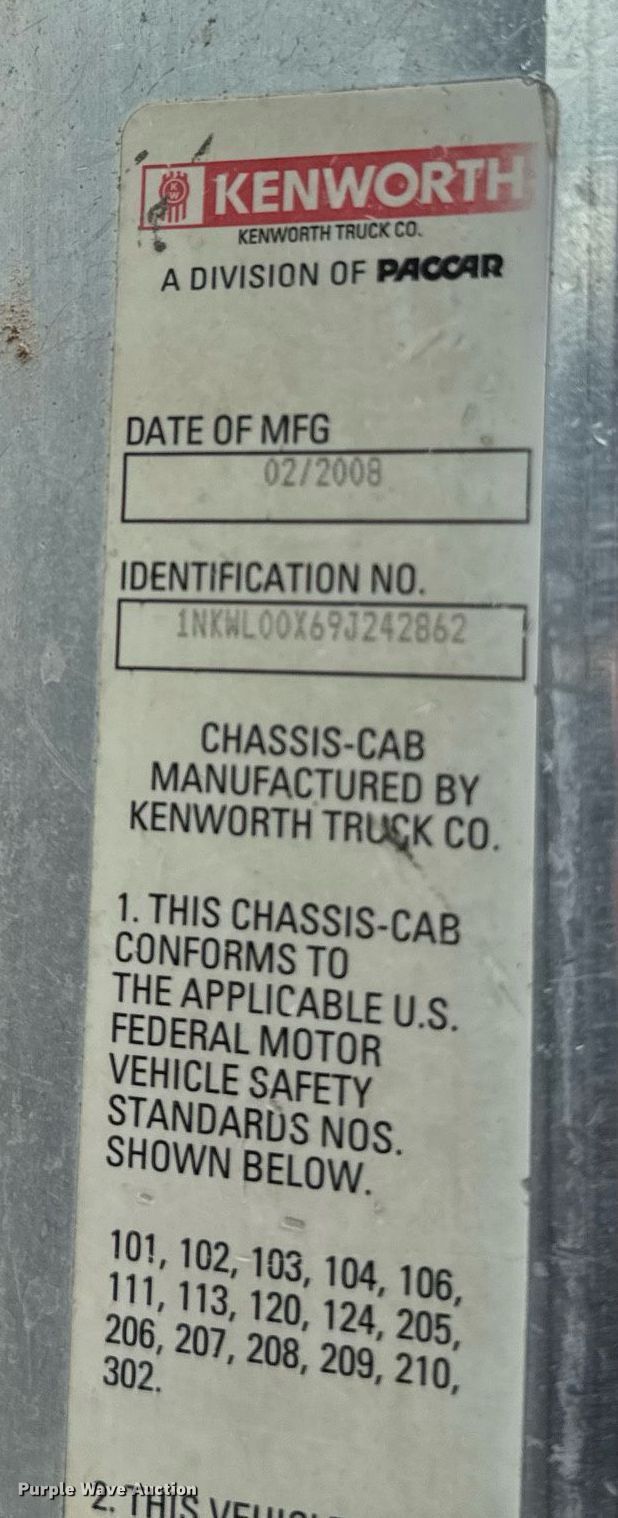 KW
KENWORTH
KENWORTH TRUCK CO.
A DIVISION OF PACCAR
DATE OF MFG
02/2008
IDENTIFICATION NO.
1NKWL00X69J242862
CHASSIS-CAB
MANUFACTURED BY
KENWORTH TRUCK CO.
1. THIS CHASSIS-CAB
CONFORMS TO
THE APPLICABLE U.S.
FEDERAL MOTOR
VEHICLE SAFETY
STANDARDS NOS.
SHOWN BELOW.
101, 102, 103, 104, 106,
111, 113, 120, 124, 205,
206, 207, 208, 209, 210,
302.
Purple Wave Auction
2. THIS